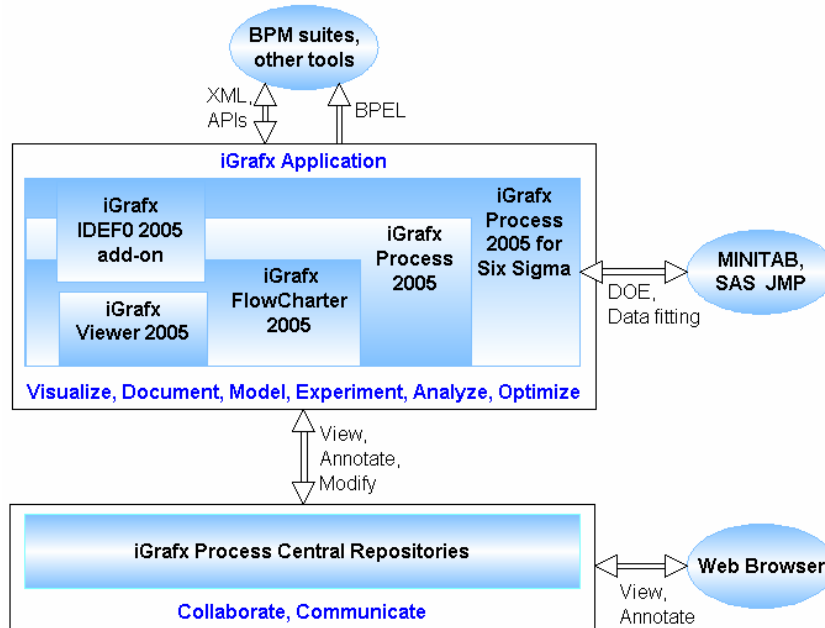 BPM suites,
other tools
XML,
APIs
BPEL
iGrafx Application
iGrafx
IDEF0 2005
add-on
iGrafx
Viewer 2005
iGrafx
FlowCharter
2005
iGrafx
Process
2005
iGrafx
Process
2005 for
Six Sigma
MINITAB,
SAS JMP
DOE,
Data fitting
Visualize, Document, Model, Experiment, Analyze, Optimize
View,
Annotate,
Modify
iGrafx Process Central Repositories
Web Browser
View,
Annotate
Collaborate, Communicate